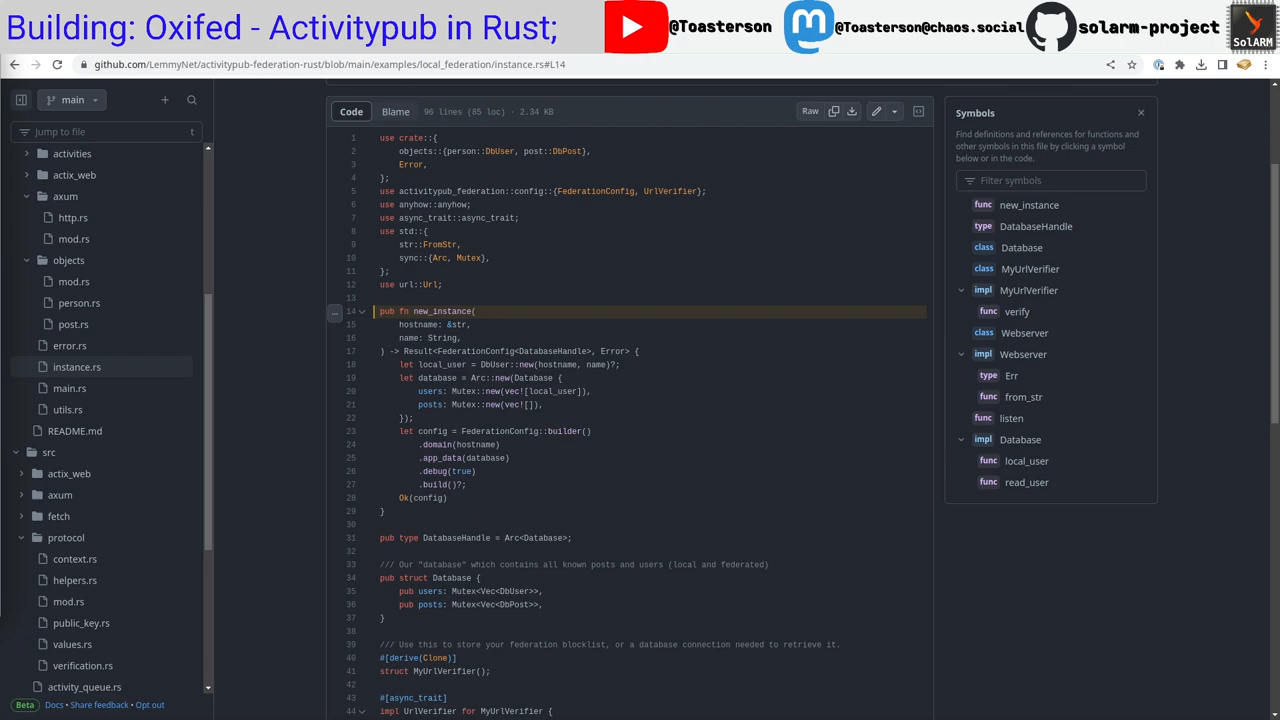 Building: Oxifed - Activitypub in Rust;
@Toasterson
@Toasterson@chaos.social
solarm-project
SolARM
github.com/LemmyNet/activitypub-federation-rust/blob/main/examples/local_federation/instance.rs#L14
main
Jump to file
t
activities
actix_web
axum
http.rs
mod.rs
objects
mod.rs
person.rs
post.rs
error.rs
instance.rs
main.rs
utils.rs
README.md
src
actix_web
axum
fetch
protocol
context.rs
helpers.rs
mod.rs
public_key.rs
values.rs
verification.rs
activity_queue.rs
Beta Docs · Share feedback · Opt out
Code Blame 96 lines (85 loc) · 2.34 KB Raw
1 use crate::{
2 objects::{person::DbUser, post::DbPost},
3 Error,
4 };
5 use activitypub_federation::config::{FederationConfig, UrlVerifier};
6 use anyhow::anyhow;
7 use async_trait::async_trait;
8 use std::{
9 str::FromStr,
10 sync::{Arc, Mutex},
11 };
12 use url::Url;
13
14 pub fn new_instance(
15 hostname: &str,
16 name: String,
17 ) -> Result<FederationConfig<DatabaseHandle>, Error> {
18 let local_user = DbUser::new(hostname, name)?;
19 let database = Arc::new(Database {
20 users: Mutex::new(vec![local_user]),
21 posts: Mutex::new(vec![]),
22 });
23 let config = FederationConfig::builder()
24 .domain(hostname)
25 .app_data(database)
26 .debug(true)
27 .build()?;
28 Ok(config)
29 }
30
31 pub type DatabaseHandle = Arc<Database>;
32
33 /// Our "database" which contains all known posts and users (local and federated)
34 pub struct Database {
35 pub users: Mutex<Vec<DbUser>>,
36 pub posts: Mutex<Vec<DbPost>>,
37 }
38
39 /// Use this to store your federation blocklist, or a database connection needed to retrieve it.
40 #[derive(Clone)]
41 struct MyUrlVerifier();
42
43 #[async_trait]
44 impl UrlVerifier for MyUrlVerifier {
Symbols
Find definitions and references for functions and
other symbols in this file by clicking a symbol
below or in the code.
Filter symbols
func new_instance
type DatabaseHandle
class Database
class MyUrlVerifier
impl MyUrlVerifier
func verify
class Webserver
impl Webserver
type Err
func from_str
func listen
impl Database
func local_user
func read_user